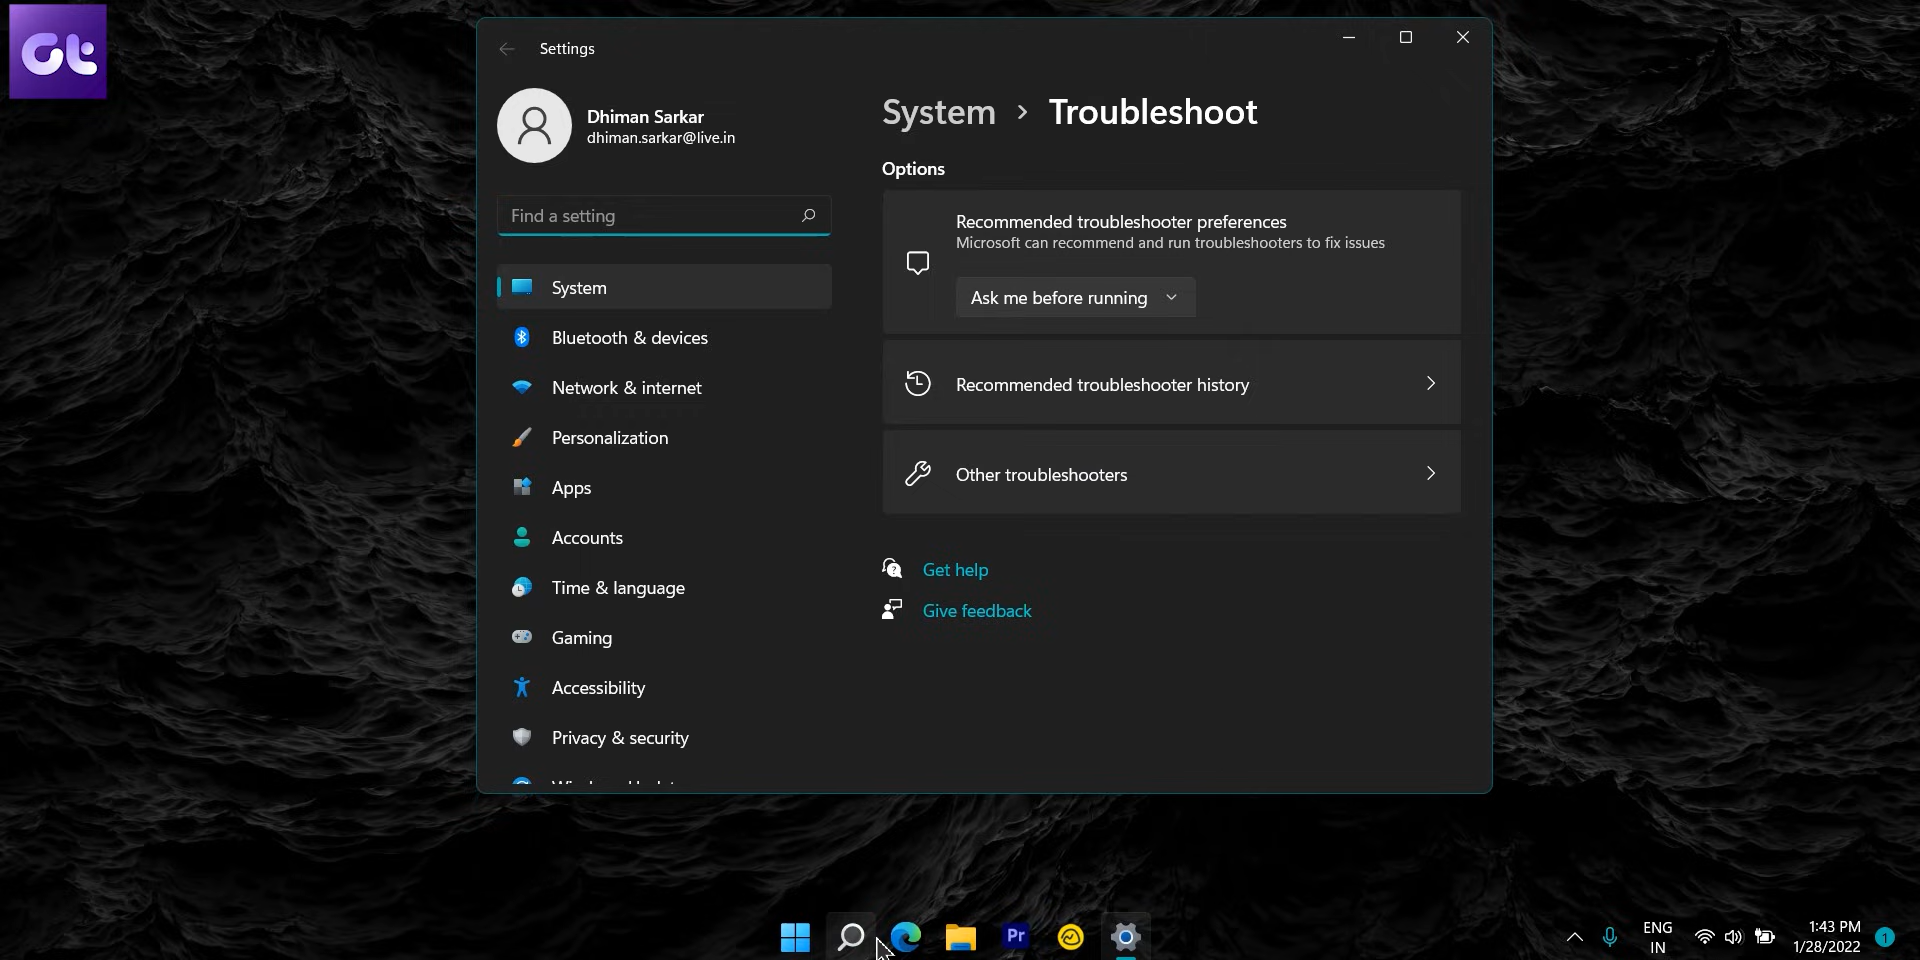 Gt
Settings
Dhiman Sarkar
dhiman.sarkar@live.in
Find a setting
System
Bluetooth & devices
Network & internet
Personalization
Apps
Accounts
Time & language
Gaming
Accessibility
Privacy & security
System > Troubleshoot
Options
Recommended troubleshooter preferences
Microsoft can recommend and run troubleshooters to fix issues
Ask me before running
Recommended troubleshooter history
Other troubleshooters
Get help
Give feedback
Pr
ENG
IN
1:43 PM
1/28/2022
1